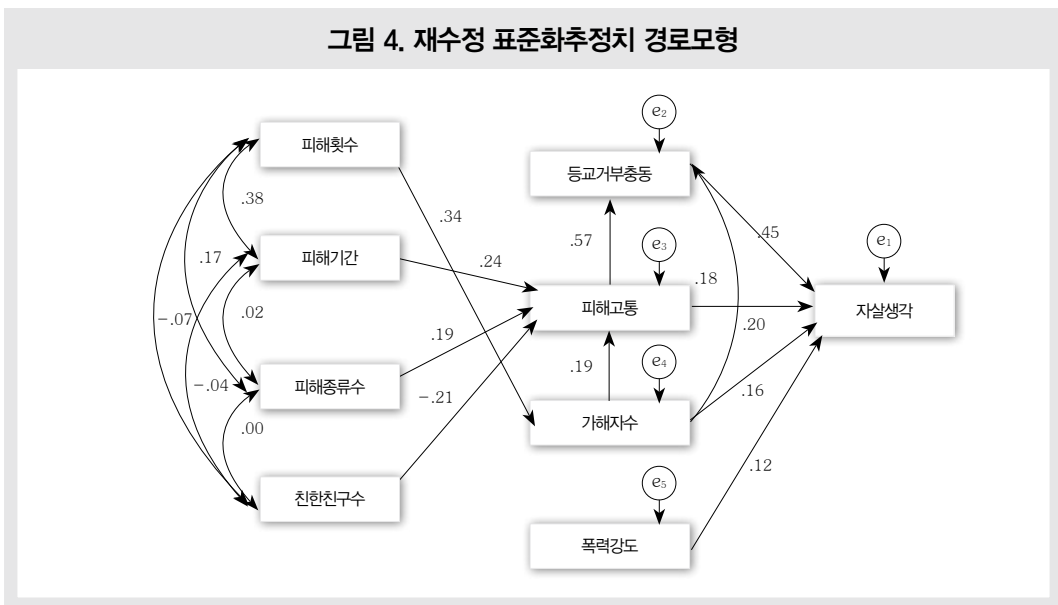 그림 4. 재수정 표준화추정치 경로모형
피해횟수
피해기간
피해종류수
친한친구수
.38
.17
.02
-.07
-.04
.00
.34
.24
.19
-.21
e₂
등교거부충동
.57
e₃
피해고통
.19
e₄
가해자수
e₅
폭력강도
.45
.18
.20
.16
.12
e₁
자살생각